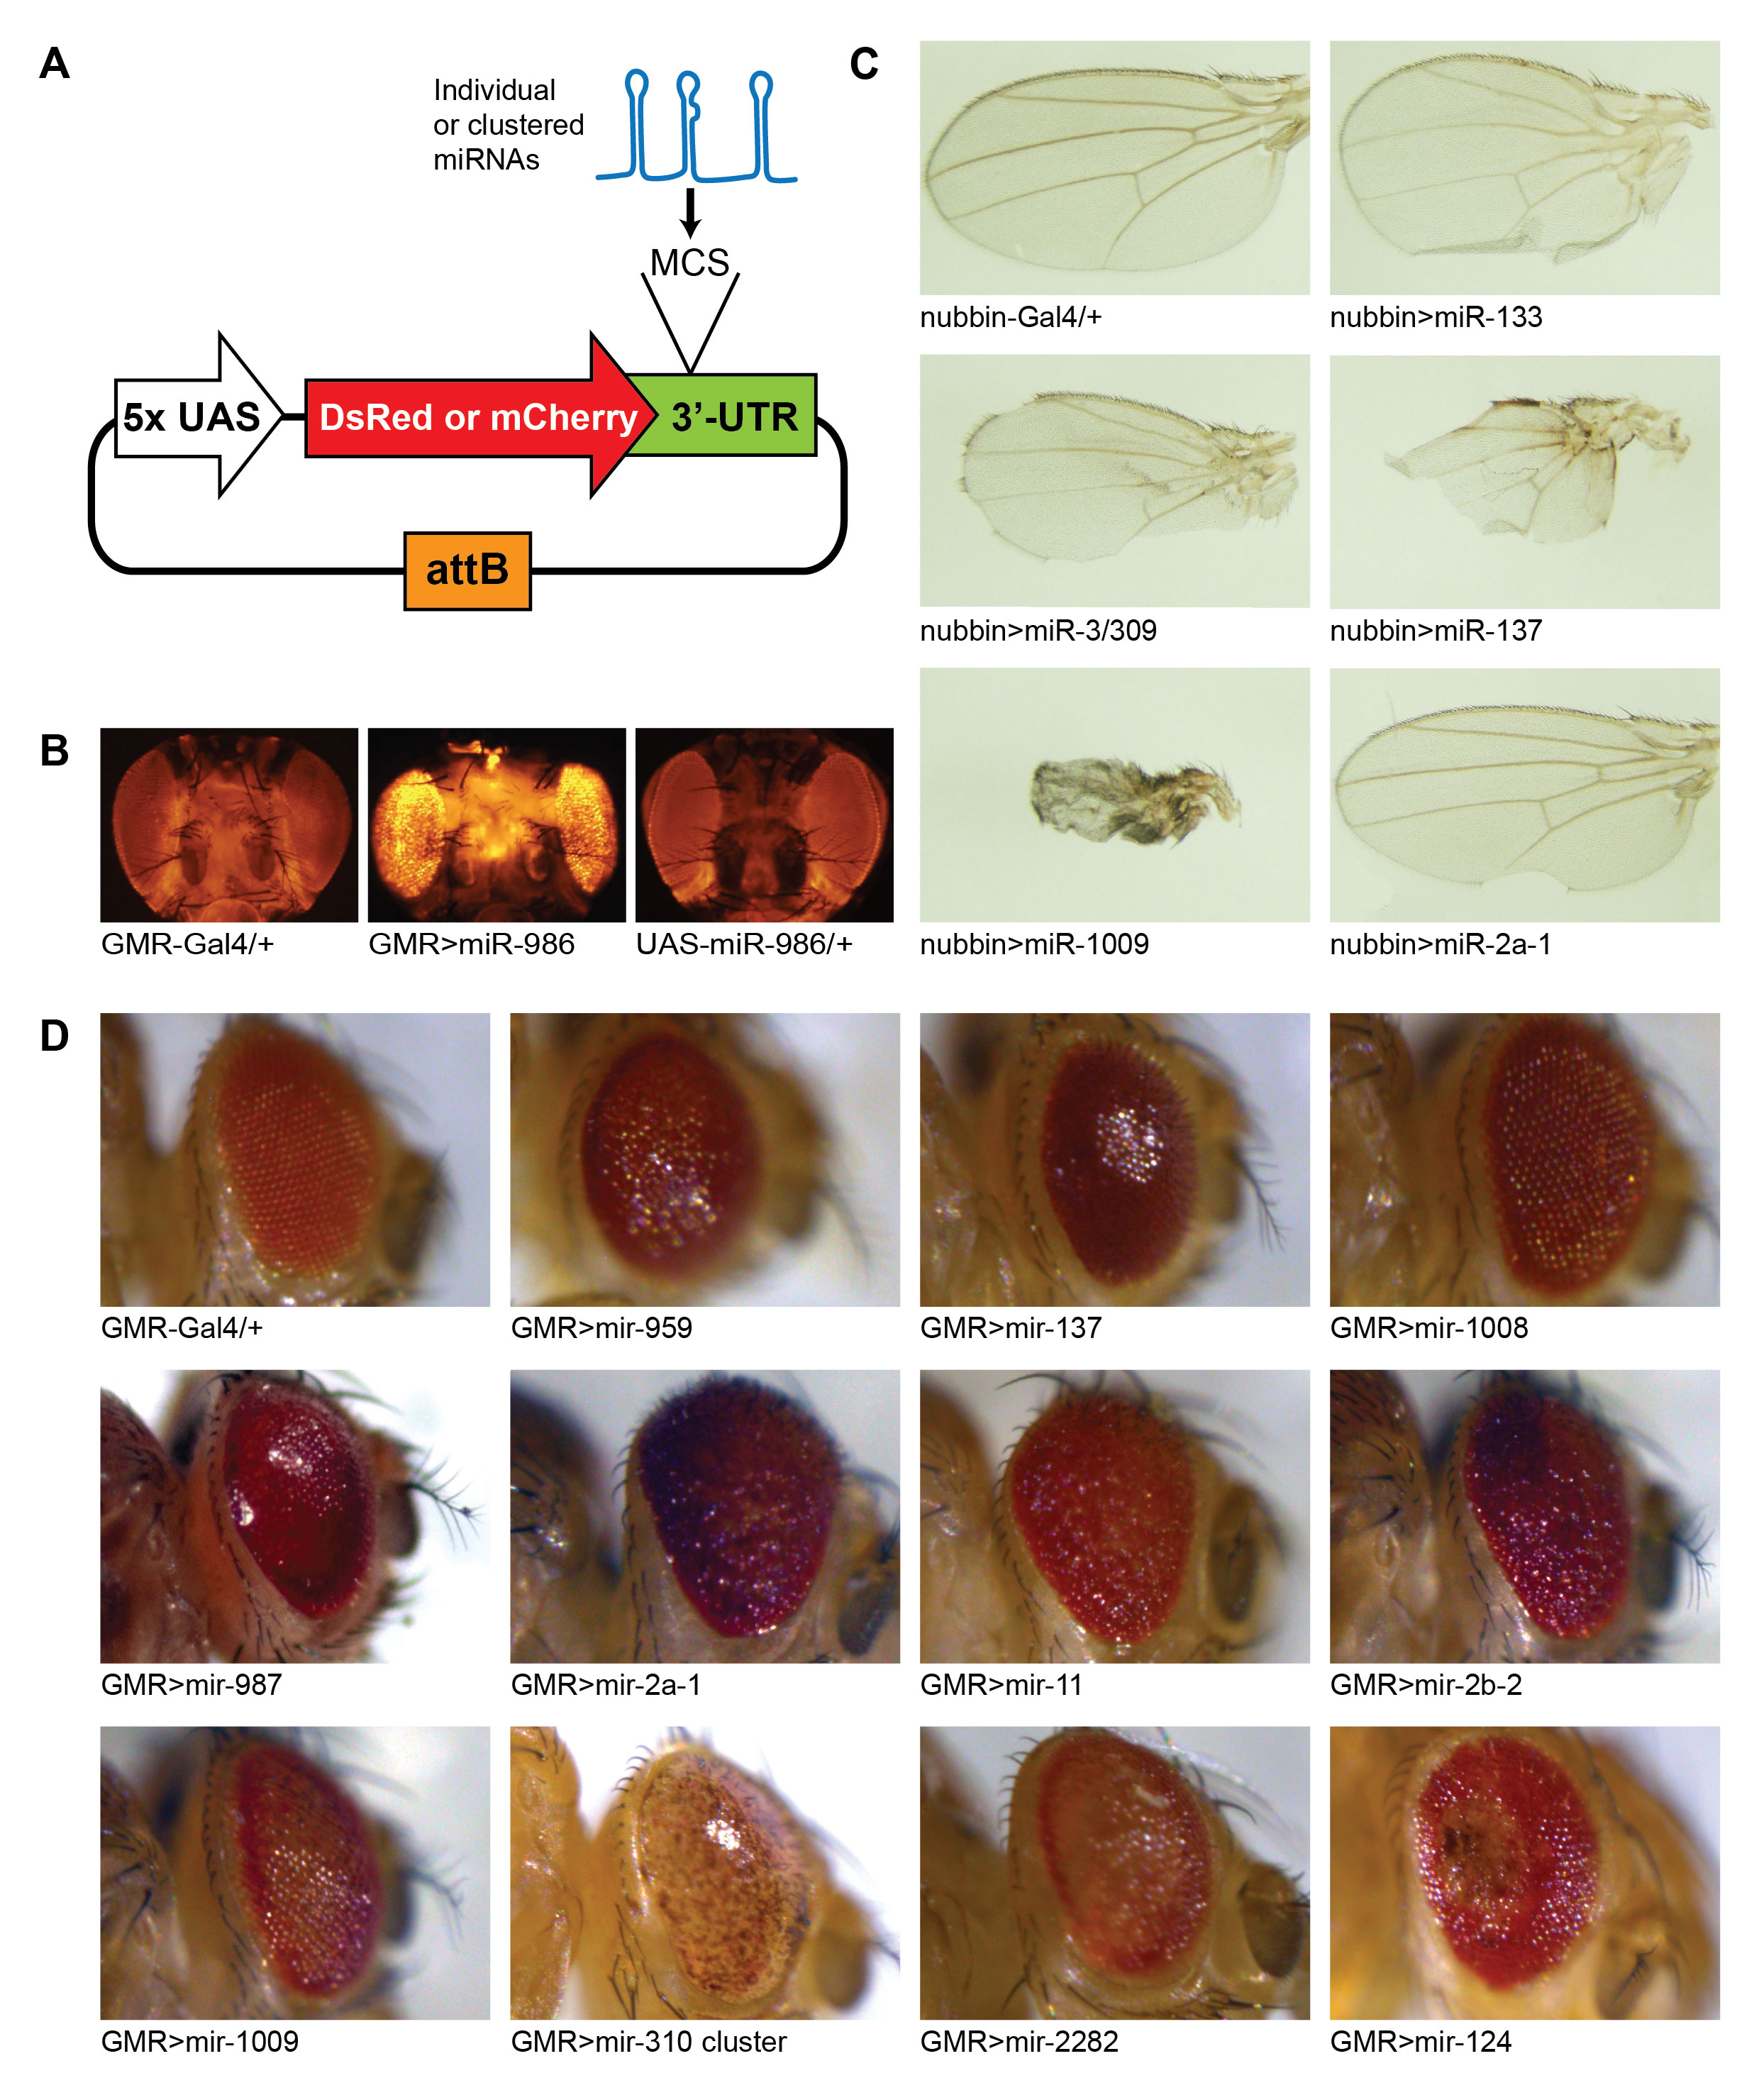 A
Individual
or clustered
miRNAs
MCS
5x UAS
DsRed or mCherry
3’-UTR
attB
B
GMR-Gal4/+
GMR>miR-986
UAS-miR-986/+
C
nubbin-Gal4/+
nubbin>miR-133
nubbin>miR-3/309
nubbin>miR-137
nubbin>miR-1009
nubbin>miR-2a-1
D
GMR-Gal4/+
GMR>mir-959
GMR>mir-137
GMR>mir-1008
GMR>mir-987
GMR>mir-2a-1
GMR>mir-11
GMR>mir-2b-2
GMR>mir-1009
GMR>mir-310 cluster
GMR>mir-2282
GMR>mir-124